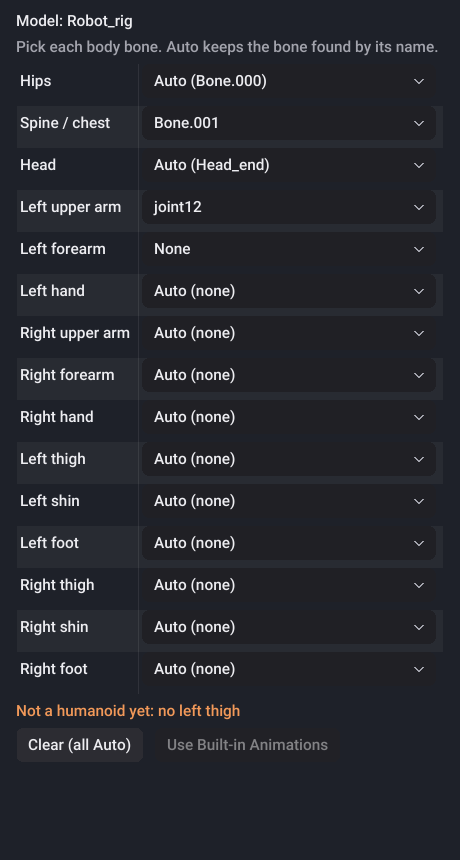 Model: Robot_rig
Pick each body bone. Auto keeps the bone found by its name.
Hips Auto (Bone.000)
Spine / chest Bone.001
Head Auto (Head_end)
Left upper arm joint12
Left forearm None
Left hand Auto (none)
Right upper arm Auto (none)
Right forearm Auto (none)
Right hand Auto (none)
Left thigh Auto (none)
Left shin Auto (none)
Left foot Auto (none)
Right thigh Auto (none)
Right shin Auto (none)
Right foot Auto (none)
Not a humanoid yet: no left thigh
Clear (all Auto) Use Built-in Animations